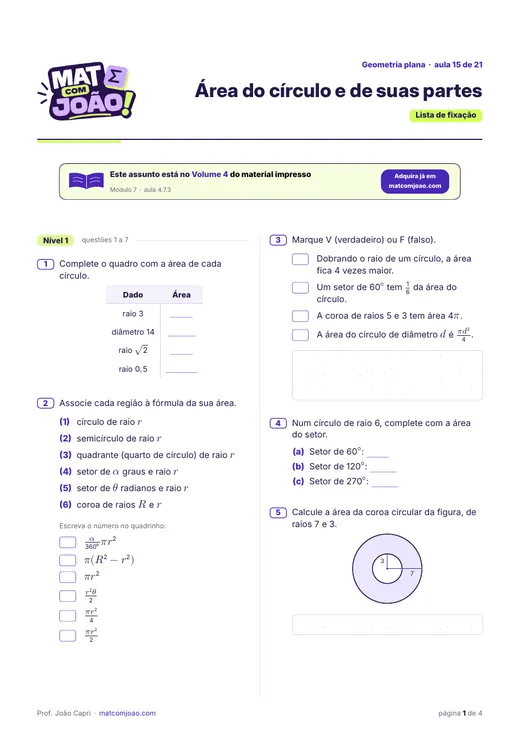 MAT
COM
JOÃO!
Σ
Geometria plana · aula 15 de 21
Área do círculo e de suas partes
Lista de fixação
Este assunto está no Volume 4 do material impresso
Módulo 7 · aula 4.7.3
Adquira já em
matcomjoao.com
Nível 1 questões 1 a 7
1 Complete o quadro com a área de cada
círculo.
Dado Área
raio 3 _____
diâmetro 14 _____
raio √2 _____
raio 0,5 _____
2 Associe cada região à fórmula da sua área.
(1) círculo de raio r
(2) semicírculo de raio r
(3) quadrante (quarto de círculo) de raio r
(4) setor de α graus e raio r
(5) setor de θ radianos e raio r
(6) coroa de raios R e r
Escreva o número no quadrinho:
α/360° πr²
π(R² − r²)
πr²
r²θ/2
πr²/4
πr²/2
3 Marque V (verdadeiro) ou F (falso).
Dobrando o raio de um círculo, a área
fica 4 vezes maior.
Um setor de 60° tem 1/6 da área do
círculo.
A coroa de raios 5 e 3 tem área 4π.
A área do círculo de diâmetro d é πd²/4.
4 Num círculo de raio 6, complete com a área
do setor.
(a) Setor de 60°: _____
(b) Setor de 120°: _____
(c) Setor de 270°: _____
5 Calcule a área da coroa circular da figura, de
raios 7 e 3.
3
7
Prof. João Capri · matcomjoao.com
página 1 de 4